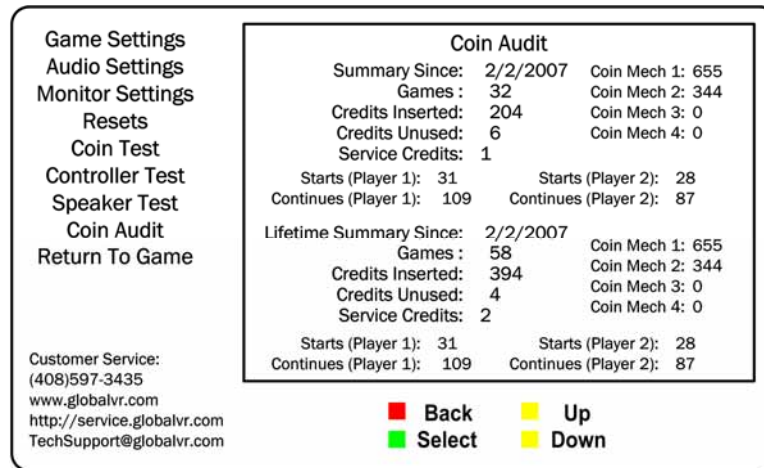 Game Settings
Audio Settings
Monitor Settings
Resets
Coin Test
Controller Test
Speaker Test
Coin Audit
Return To Game
Customer Service:
(408)597-3435
www.globalvr.com
http://service.globalvr.com
TechSupport@globalvr.com
Coin Audit
Summary Since: 2/2/2007 Coin Mech 1: 655
Games : 32 Coin Mech 2: 344
Credits Inserted: 204 Coin Mech 3: 0
Credits Unused: 6 Coin Mech 4: 0
Service Credits: 1
Starts (Player 1): 31 Starts (Player 2): 28
Continues (Player 1): 109 Continues (Player 2): 87
Lifetime Summary Since: 2/2/2007
Games : 58 Coin Mech 1: 655
Credits Inserted: 394 Coin Mech 2: 344
Credits Unused: 4 Coin Mech 3: 0
Service Credits: 2 Coin Mech 4: 0
Starts (Player 1): 31 Starts (Player 2): 28
Continues (Player 1): 109 Continues (Player 2): 87
Back Up
Select Down